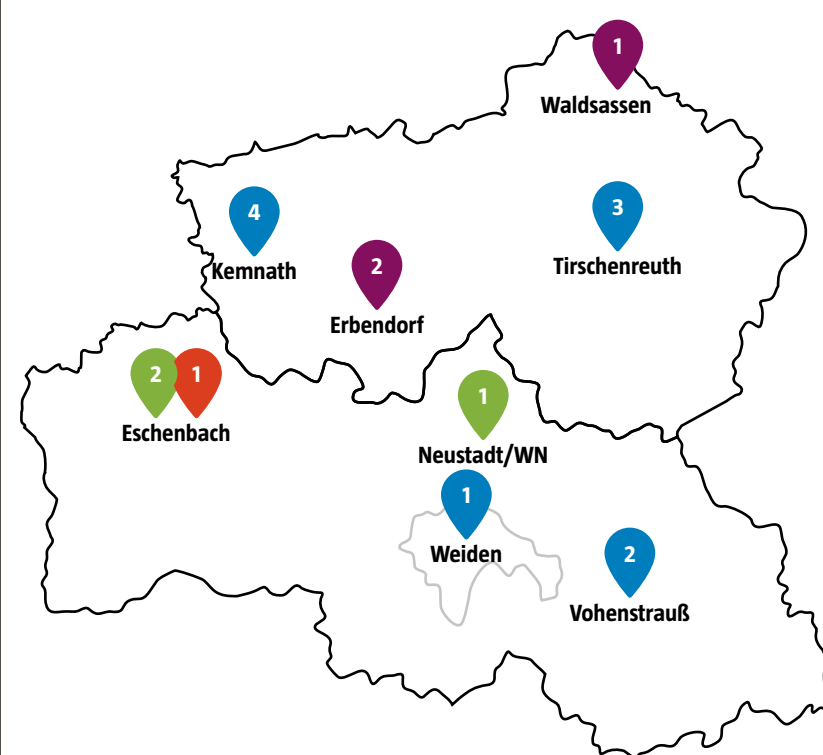 1
Waldsassen
4
Kemnath
3
Tirschenreuth
2
Erbendorf
2 1
Eschenbach
1
Neustadt/WN
1
Weiden
2
Vohenstrauß